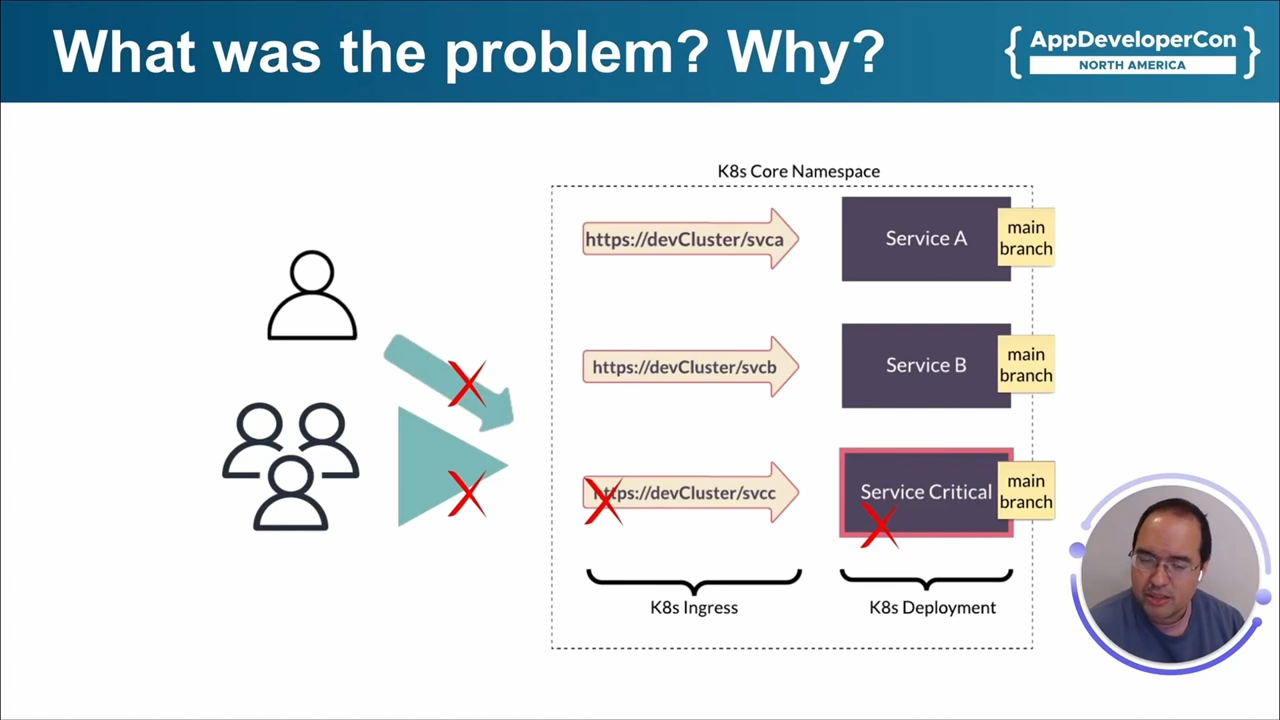 What was the problem? Why?
AppDeveloperCon
NORTH AMERICA
K8s Core Namespace
https://devCluster/svca
Service A
main
branch
https://devCluster/svcb
Service B
main
branch
https://devCluster/svcc
Service Critical
main
branch
K8s Ingress
K8s Deployment